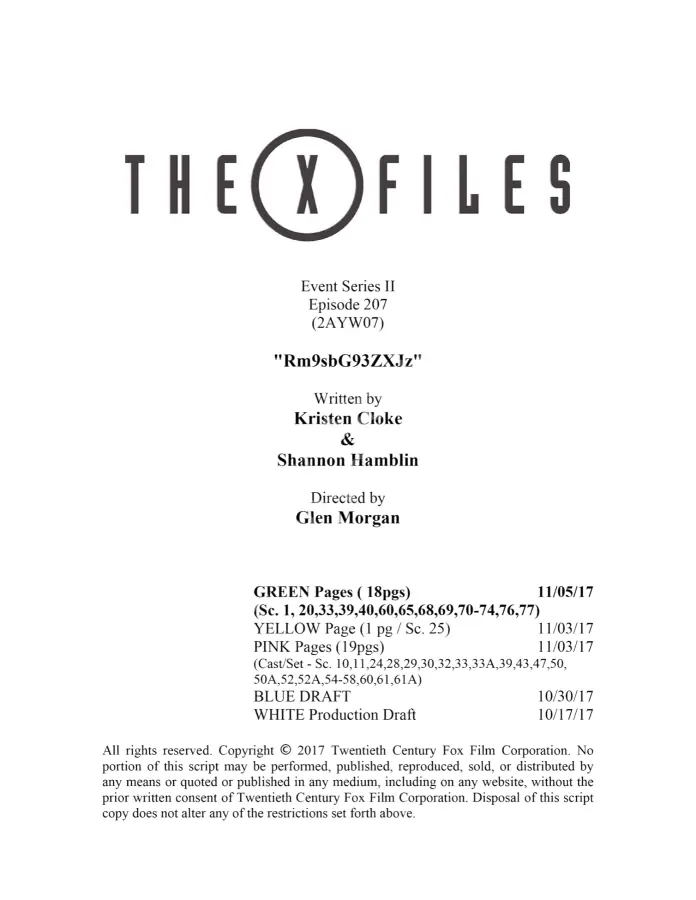 THE X FILES
Event Series II
Episode 207
(2AYW07)
"Rm9sbG93ZXJz"
Written by
Kristen Cloke
&
Shannon Hamblin
Directed by
Glen Morgan
GREEN Pages ( 18pgs) 11/05/17
(Sc. 1, 20,33,39,40,60,65,68,69,70-74,76,77)
YELLOW Page (1 pg / Sc. 25) 11/03/17
PINK Pages (19pgs) 11/03/17
(Cast/Set - Sc. 10,11,24,28,29,30,32,33,33A,39,43,47,50,
50A,52,52A,54-58,60,61,61A)
BLUE DRAFT 10/30/17
WHITE Production Draft 10/17/17
All rights reserved. Copyright © 2017 Twentieth Century Fox Film Corporation. No
portion of this script may be performed, published, reproduced, sold, or distributed by
any means or quoted or published in any medium, including on any website, without the
prior written consent of Twentieth Century Fox Film Corporation. Disposal of this script
copy does not alter any of the restrictions set forth above.